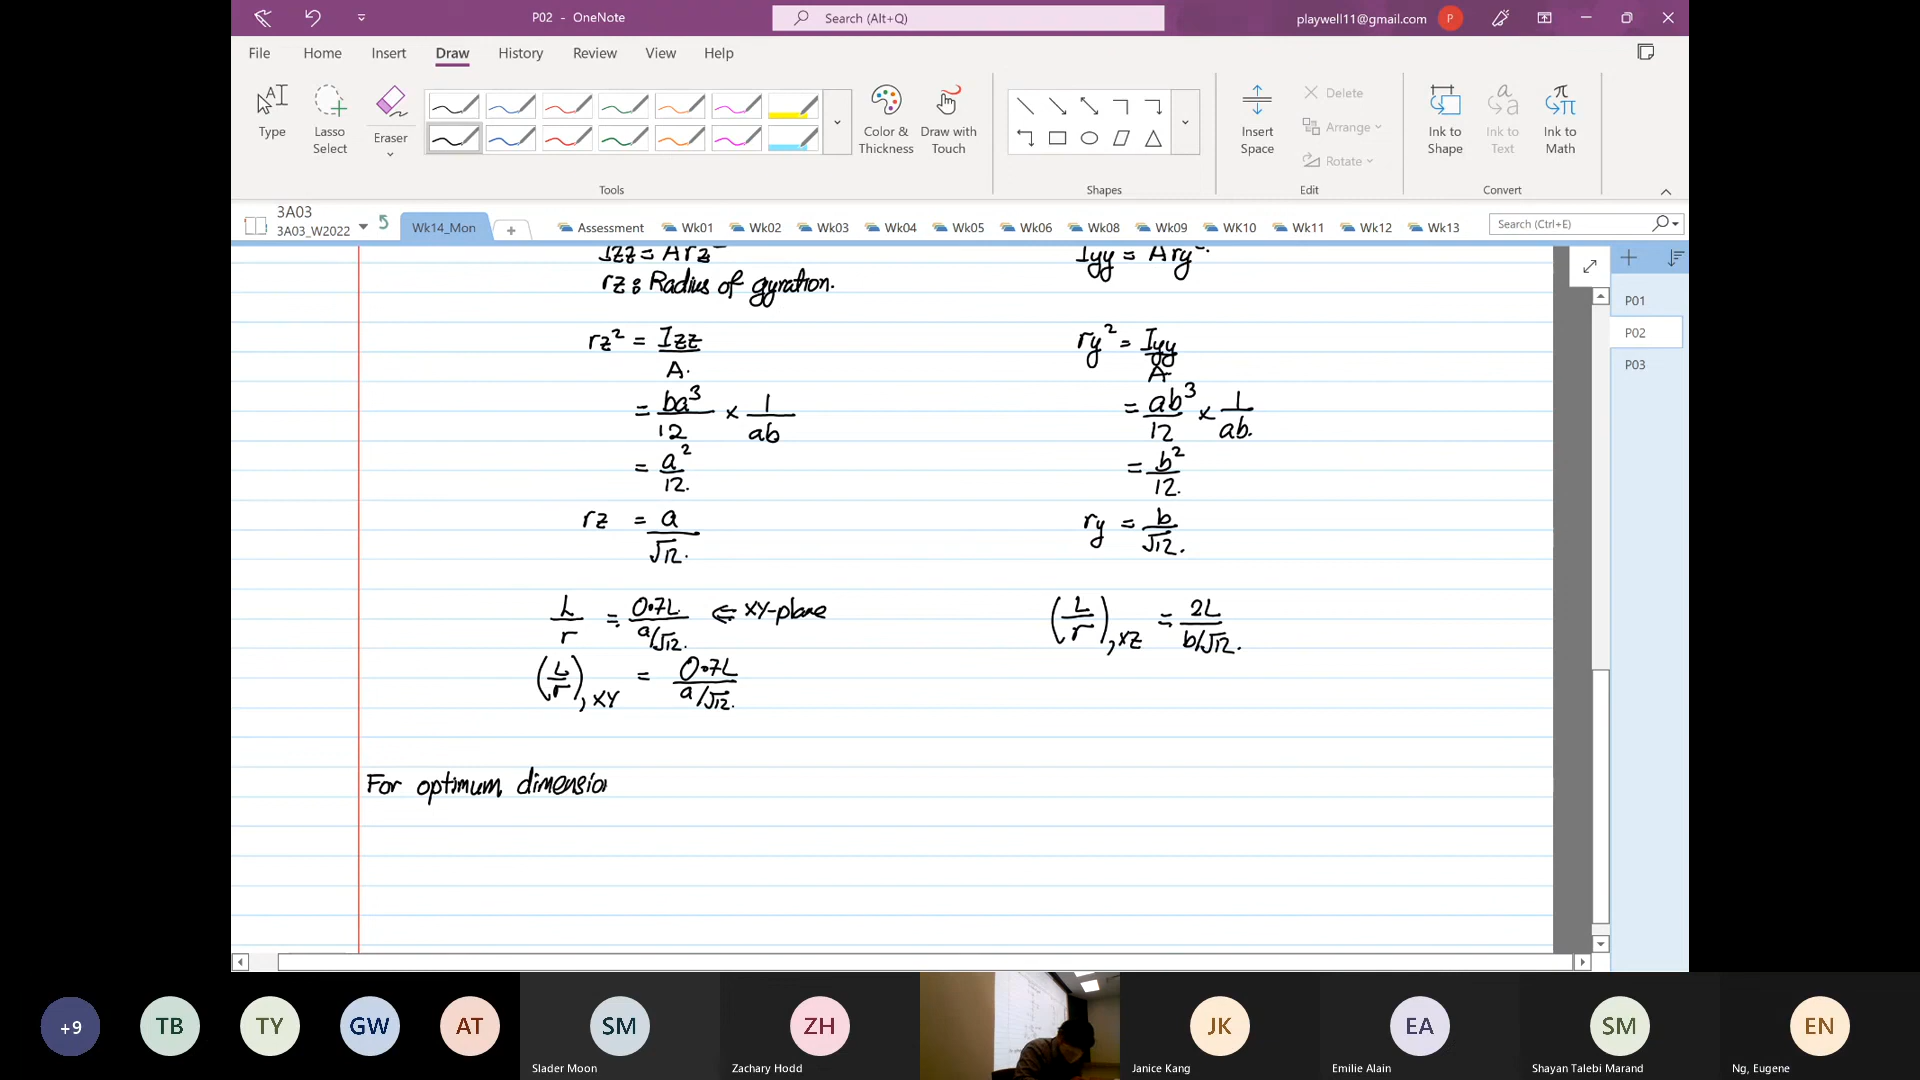 P02 - OneNote
Search (Alt+Q)
playwell11@gmail.com
P
File Home Insert Draw History Review View Help
Type
Lasso Select
Eraser
Color & Thickness
Draw with Touch
Insert Space
Delete
Arrange
Rotate
Ink to Shape
Ink to Text
Ink to Math
Tools Shapes Edit Convert
3A03
3A03_W2022
Wk14_Mon
Assessment Wk01 Wk02 Wk03 Wk04 Wk05 Wk06 Wk08 Wk09 WK10 Wk11 Wk12 Wk13
Search (Ctrl+E)
P01
P02
P03
Izz = Arz²
rz: Radius of gyration.
rz² = Izz/A.
= ba³/12 × 1/ab
= a²/12.
rz = a/√12.
L/r = 0.7L/(a/√12.) ⇐ XY-plane
(L/r), XY = 0.7L/(a/√12.)
Iyy = Ary².
ry² = Iyy/A
= ab³/12 × 1/ab.
= b²/12.
ry = b/√12.
(L/r), XZ = 2L/(b/√12.)
For optimum dimension
+9
TB
TY
GW
AT
SM
Slader Moon
ZH
Zachary Hodd
JK
Janice Kang
EA
Emilie Alain
SM
Shayan Talebi Marand
EN
Ng, Eugene